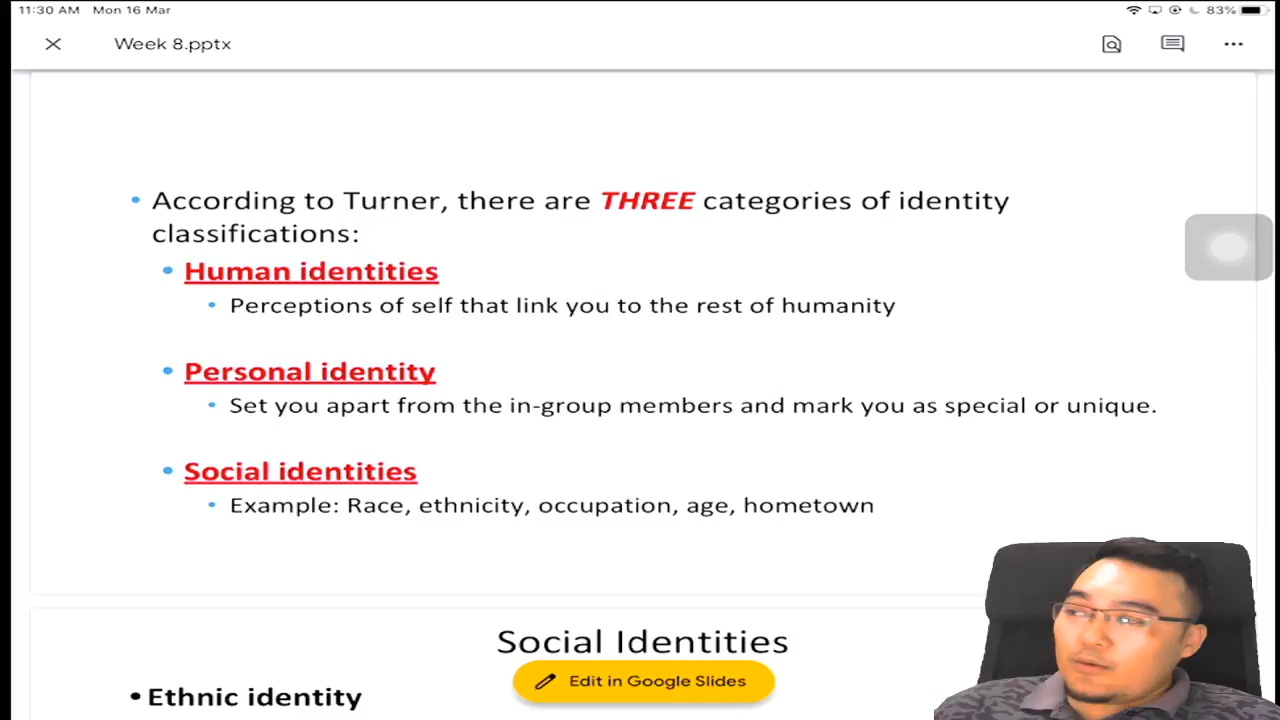 11:30 AM Mon 16 Mar
83%
Week 8.pptx
• According to Turner, there are THREE categories of identity
classifications:
• Human identities
• Perceptions of self that link you to the rest of humanity
• Personal identity
• Set you apart from the in-group members and mark you as special or unique.
• Social identities
• Example: Race, ethnicity, occupation, age, hometown
Social Identities
Edit in Google Slides
• Ethnic identity